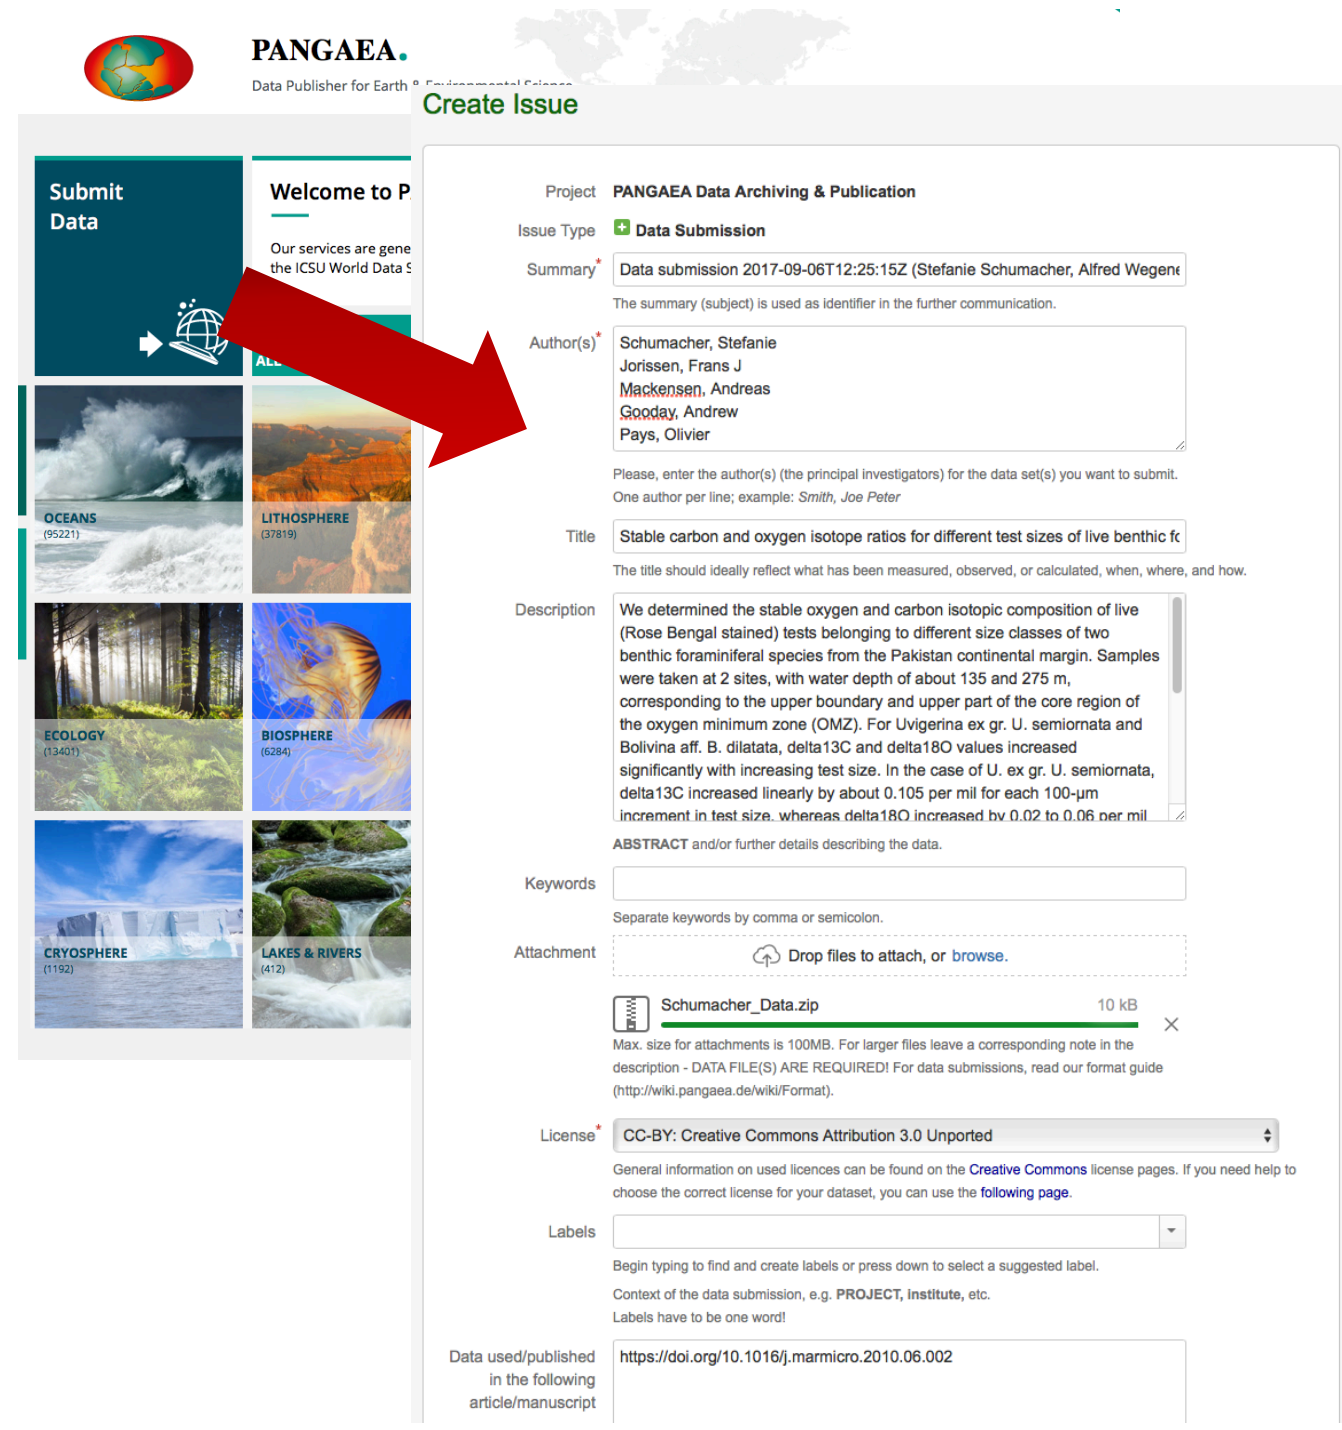 PANGAEA.
Data Publisher for Earth & Environmental Science
Submit
Data
Welcome to P
Our services are gene
the ICSU World Data S
ALL
OCEANS
(95221)
LITHOSPHERE
(37819)
ECOLOGY
(13401)
BIOSPHERE
(6284)
CRYOSPHERE
(1192)
LAKES & RIVERS
(412)
Create Issue
Project PANGAEA Data Archiving & Publication
Issue Type Data Submission
Summary* Data submission 2017-09-06T12:25:15Z (Stefanie Schumacher, Alfred Wegene
The summary (subject) is used as identifier in the further communication.
Author(s)* Schumacher, Stefanie
Jorissen, Frans J
Mackensen, Andreas
Gooday, Andrew
Pays, Olivier
Please, enter the author(s) (the principal investigators) for the data set(s) you want to submit.
One author per line; example: Smith, Joe Peter
Title Stable carbon and oxygen isotope ratios for different test sizes of live benthic fo
The title should ideally reflect what has been measured, observed, or calculated, when, where, and how.
Description We determined the stable oxygen and carbon isotopic composition of live
(Rose Bengal stained) tests belonging to different size classes of two
benthic foraminiferal species from the Pakistan continental margin. Samples
were taken at 2 sites, with water depth of about 135 and 275 m,
corresponding to the upper boundary and upper part of the core region of
the oxygen minimum zone (OMZ). For Uvigerina ex gr. U. semiornata and
Bolivina aff. B. dilatata, delta13C and delta18O values increased
significantly with increasing test size. In the case of U. ex gr. U. semiornata,
delta13C increased linearly by about 0.105 per mil for each 100-µm
increment in test size, whereas delta18O increased by 0.02 to 0.06 per mil
ABSTRACT and/or further details describing the data.
Keywords
Separate keywords by comma or semicolon.
Attachment Drop files to attach, or browse.
Schumacher_Data.zip 10 kB
Max. size for attachments is 100MB. For larger files leave a corresponding note in the
description - DATA FILE(S) ARE REQUIRED! For data submissions, read our format guide
(http://wiki.pangaea.de/wiki/Format).
License* CC-BY: Creative Commons Attribution 3.0 Unported
General information on used licences can be found on the Creative Commons license pages. If you need help to
choose the correct license for your dataset, you can use the following page.
Labels
Begin typing to find and create labels or press down to select a suggested label.
Context of the data submission, e.g. PROJECT, institute, etc.
Labels have to be one word!
Data used/published https://doi.org/10.1016/j.marmicro.2010.06.002
in the following
article/manuscript